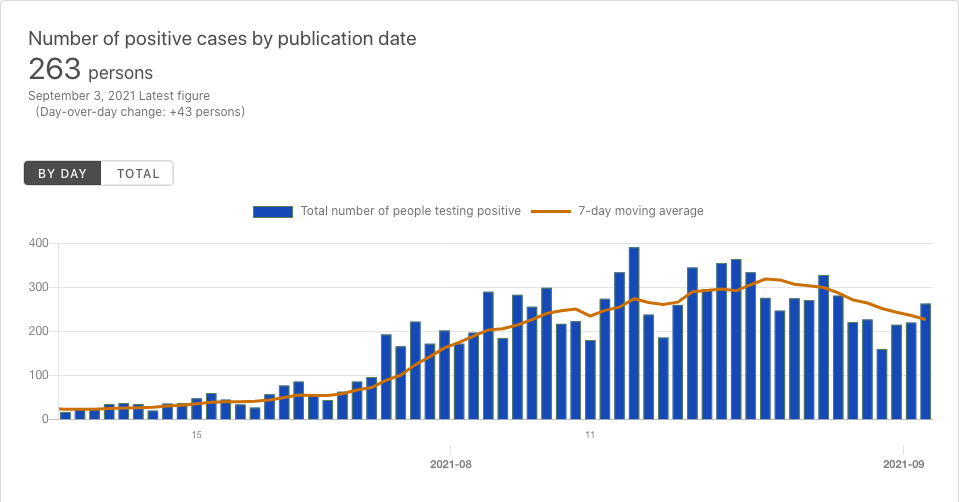 Number of positive cases by publication date
263 persons
September 3, 2021 Latest figure
(Day-over-day change: +43 persons)
BY DAY TOTAL
Total number of people testing positive 7-day moving average
400
300
200
100
0
15 11
2021-08 2021-09